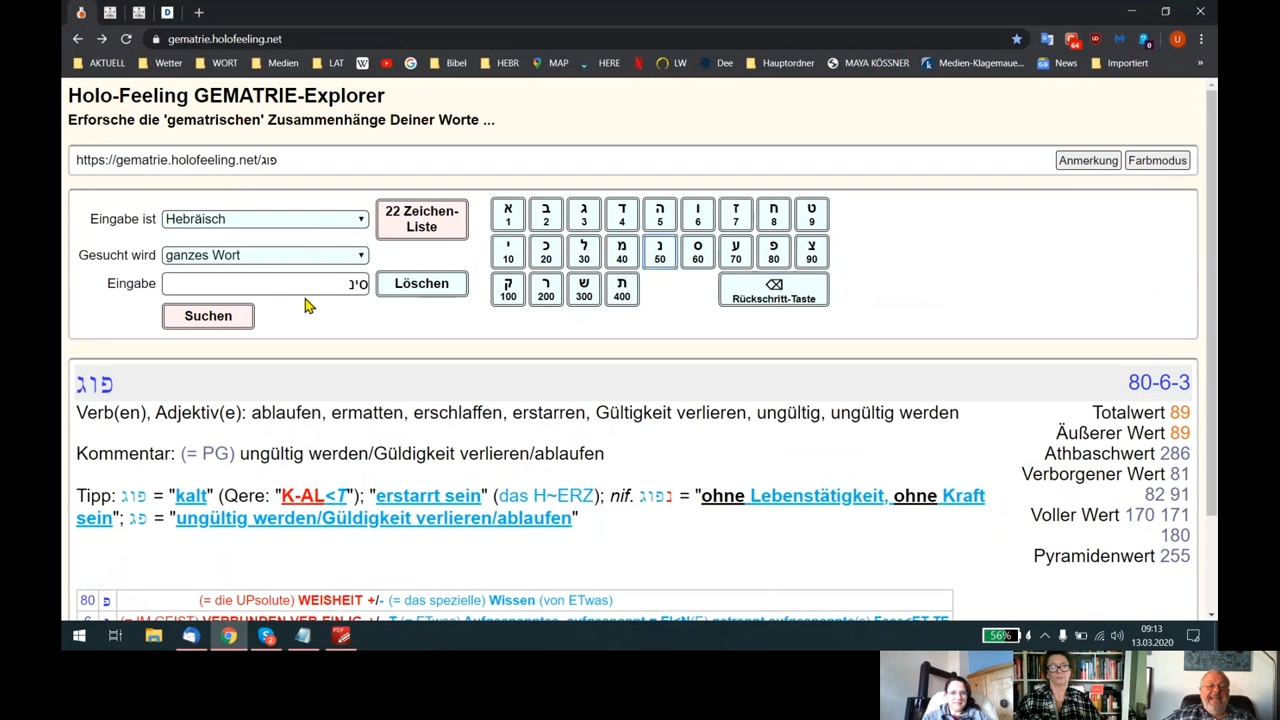 gematrie.holofeeling.net
AKTUELL Wetter WORT Medien LAT Bibel HEBR MAP HERE LW Dee Hauptordner MAYA KÖSSNER Medien-Klagemaue... News Importiert »
Holo-Feeling GEMATRIE-Explorer
Erforsche die 'gematrischen' Zusammenhänge Deiner Worte ...
https://gematrie.holofeeling.net/פוג Anmerkung Farbmodus
Eingabe ist Hebräisch 22 Zeichen-Liste
Gesucht wird ganzes Wort
Eingabe סינ Löschen
Suchen
א ב ג ד ה ו ז ח ט
1 2 3 4 5 6 7 8 9
י כ ל מ נ ס ע פ צ
10 20 30 40 50 60 70 80 90
ק ר ש ת
100 200 300 400 Rückschritt-Taste
פוג 80-6-3
Verb(en), Adjektiv(e): ablaufen, ermatten, erschlaffen, erstarren, Gültigkeit verlieren, ungültig, ungültig werden
Totalwert 89
Äußerer Wert 89
Athbaschwert 286
Verborgener Wert 81
82 91
Voller Wert 170 171
180
Pyramidenwert 255
Kommentar: (= PG) ungültig werden/Güldigkeit verlieren/ablaufen
Tipp: פוג = "kalt" (Qere: "K-AL<T"); "erstarrt sein" (das H~ERZ); nif. נפוג = "ohne Lebenstätigkeit, ohne Kraft
sein"; פג = "ungültig werden/Güldigkeit verlieren/ablaufen"
80 פ (= die UPsolute) WEISHEIT +/- (= das spezielle) Wissen (von ETwas)
56%
09:13
13.03.2020